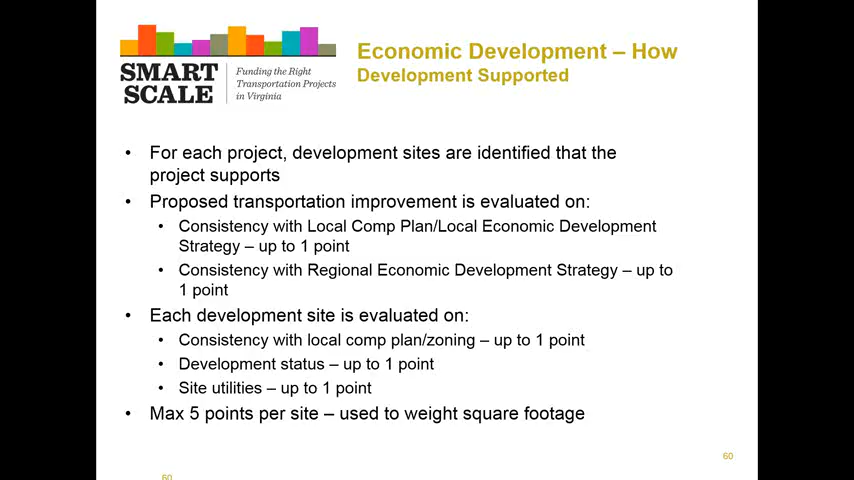 Economic Development – How
Development Supported
SMART
SCALE
Funding the Right
Transportation Projects
in Virginia
• For each project, development sites are identified that the
project supports
• Proposed transportation improvement is evaluated on:
• Consistency with Local Comp Plan/Local Economic Development
Strategy – up to 1 point
• Consistency with Regional Economic Development Strategy – up to
1 point
• Each development site is evaluated on:
• Consistency with local comp plan/zoning – up to 1 point
• Development status – up to 1 point
• Site utilities – up to 1 point
• Max 5 points per site – used to weight square footage
60
60